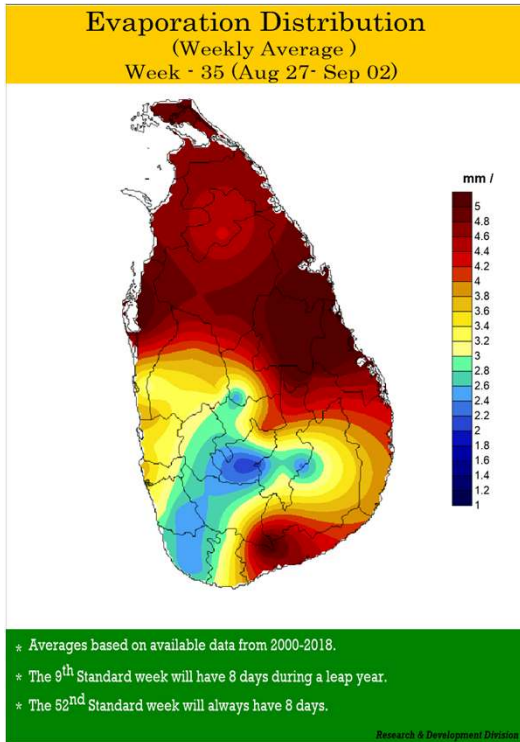 Evaporation Distribution
(Weekly Average )
Week - 35 (Aug 27- Sep 02)
mm /
5
4.8
4.6
4.4
4.2
4
3.8
3.6
3.4
3.2
3
2.8
2.6
2.4
2.2
2
1.8
1.6
1.4
1.2
1
* Averages based on available data from 2000-2018.
* The 9th Standard week will have 8 days during a leap year.
* The 52nd Standard week will always have 8 days.
Research & Development Division